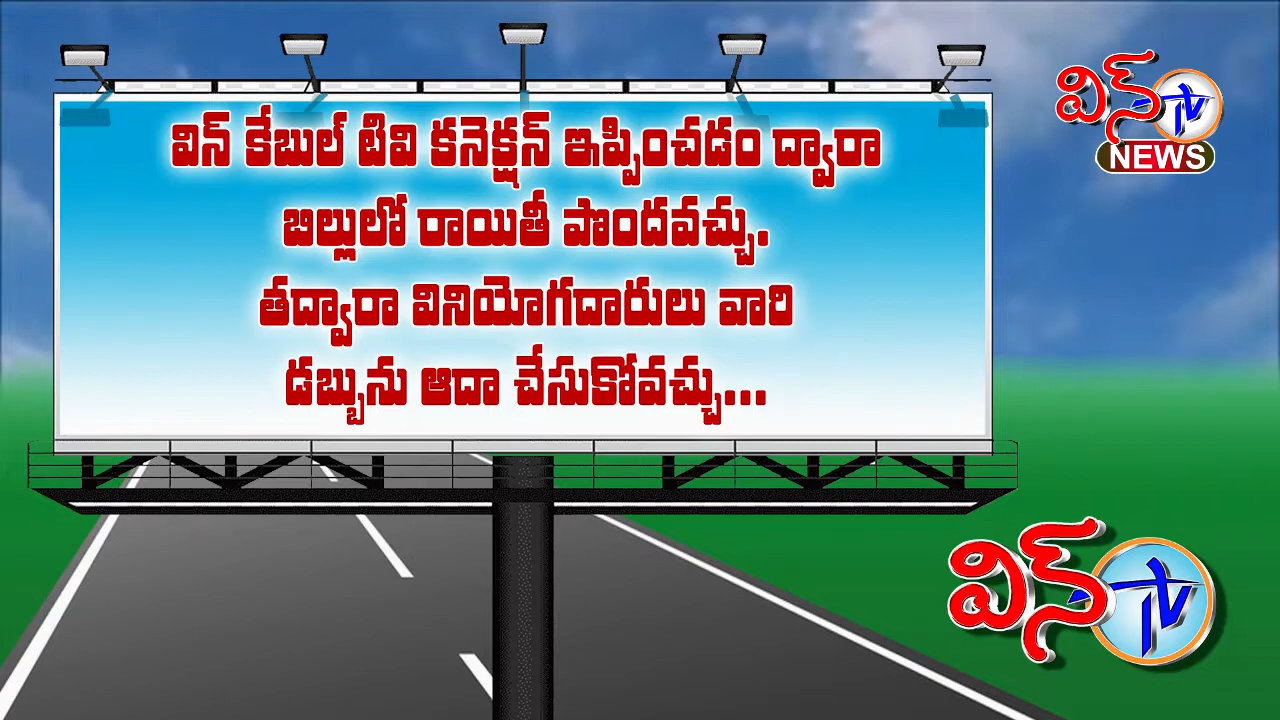 విన్ కేబుల్ టివి కనెక్షన్ ఇప్పించడం ద్వారా
బిల్లులో రాయితీ పొందవచ్చు.
తద్వారా వినియోగదారులు వారి
డబ్బును ఆదా చేసుకోవచ్చు...
విన్ TV
NEWS
విన్ TV